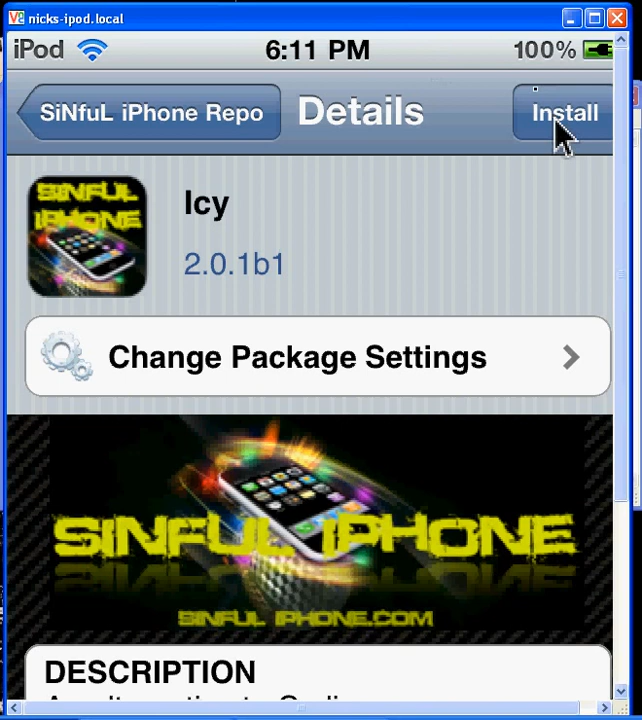 nicks-ipod.local
iPod 6:11 PM 100%
SiNfuL iPhone Repo Details Install
SINFUL
IPHONE
Icy
2.0.1b1
Change Package Settings
SINFUL IPHONE
SINFUL IPHONE.COM
DESCRIPTION